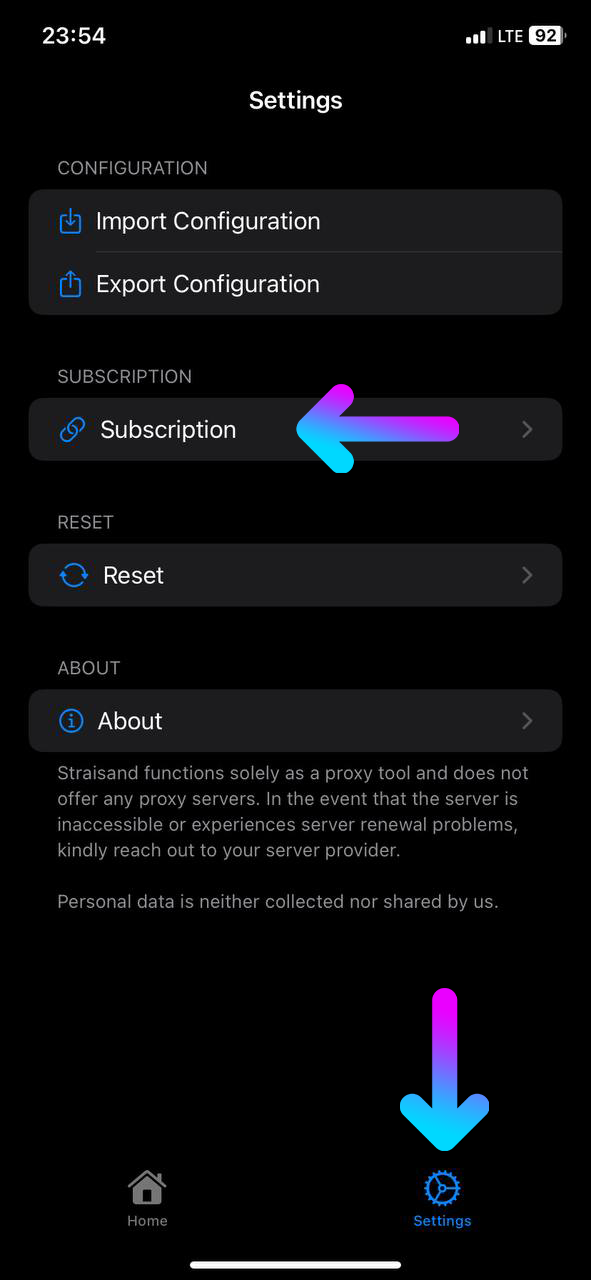 23:54
LTE 92
Settings
CONFIGURATION
Import Configuration
Export Configuration
SUBSCRIPTION
Subscription
RESET
Reset
ABOUT
About
Straisand functions solely as a proxy tool and does not
offer any proxy servers. In the event that the server is
inaccessible or experiences server renewal problems,
kindly reach out to your server provider.
Personal data is neither collected nor shared by us.
Home
Settings